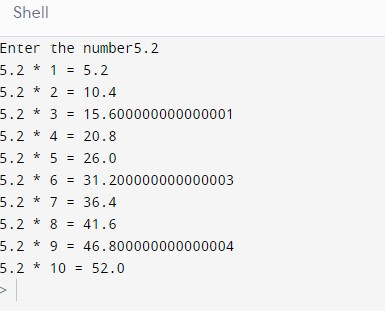 Shell
Enter the number5.2
5.2 * 1 = 5.2
5.2 * 2 = 10.4
5.2 * 3 = 15.600000000000001
5.2 * 4 = 20.8
5.2 * 5 = 26.0
5.2 * 6 = 31.200000000000003
5.2 * 7 = 36.4
5.2 * 8 = 41.6
5.2 * 9 = 46.800000000000004
5.2 * 10 = 52.0
>